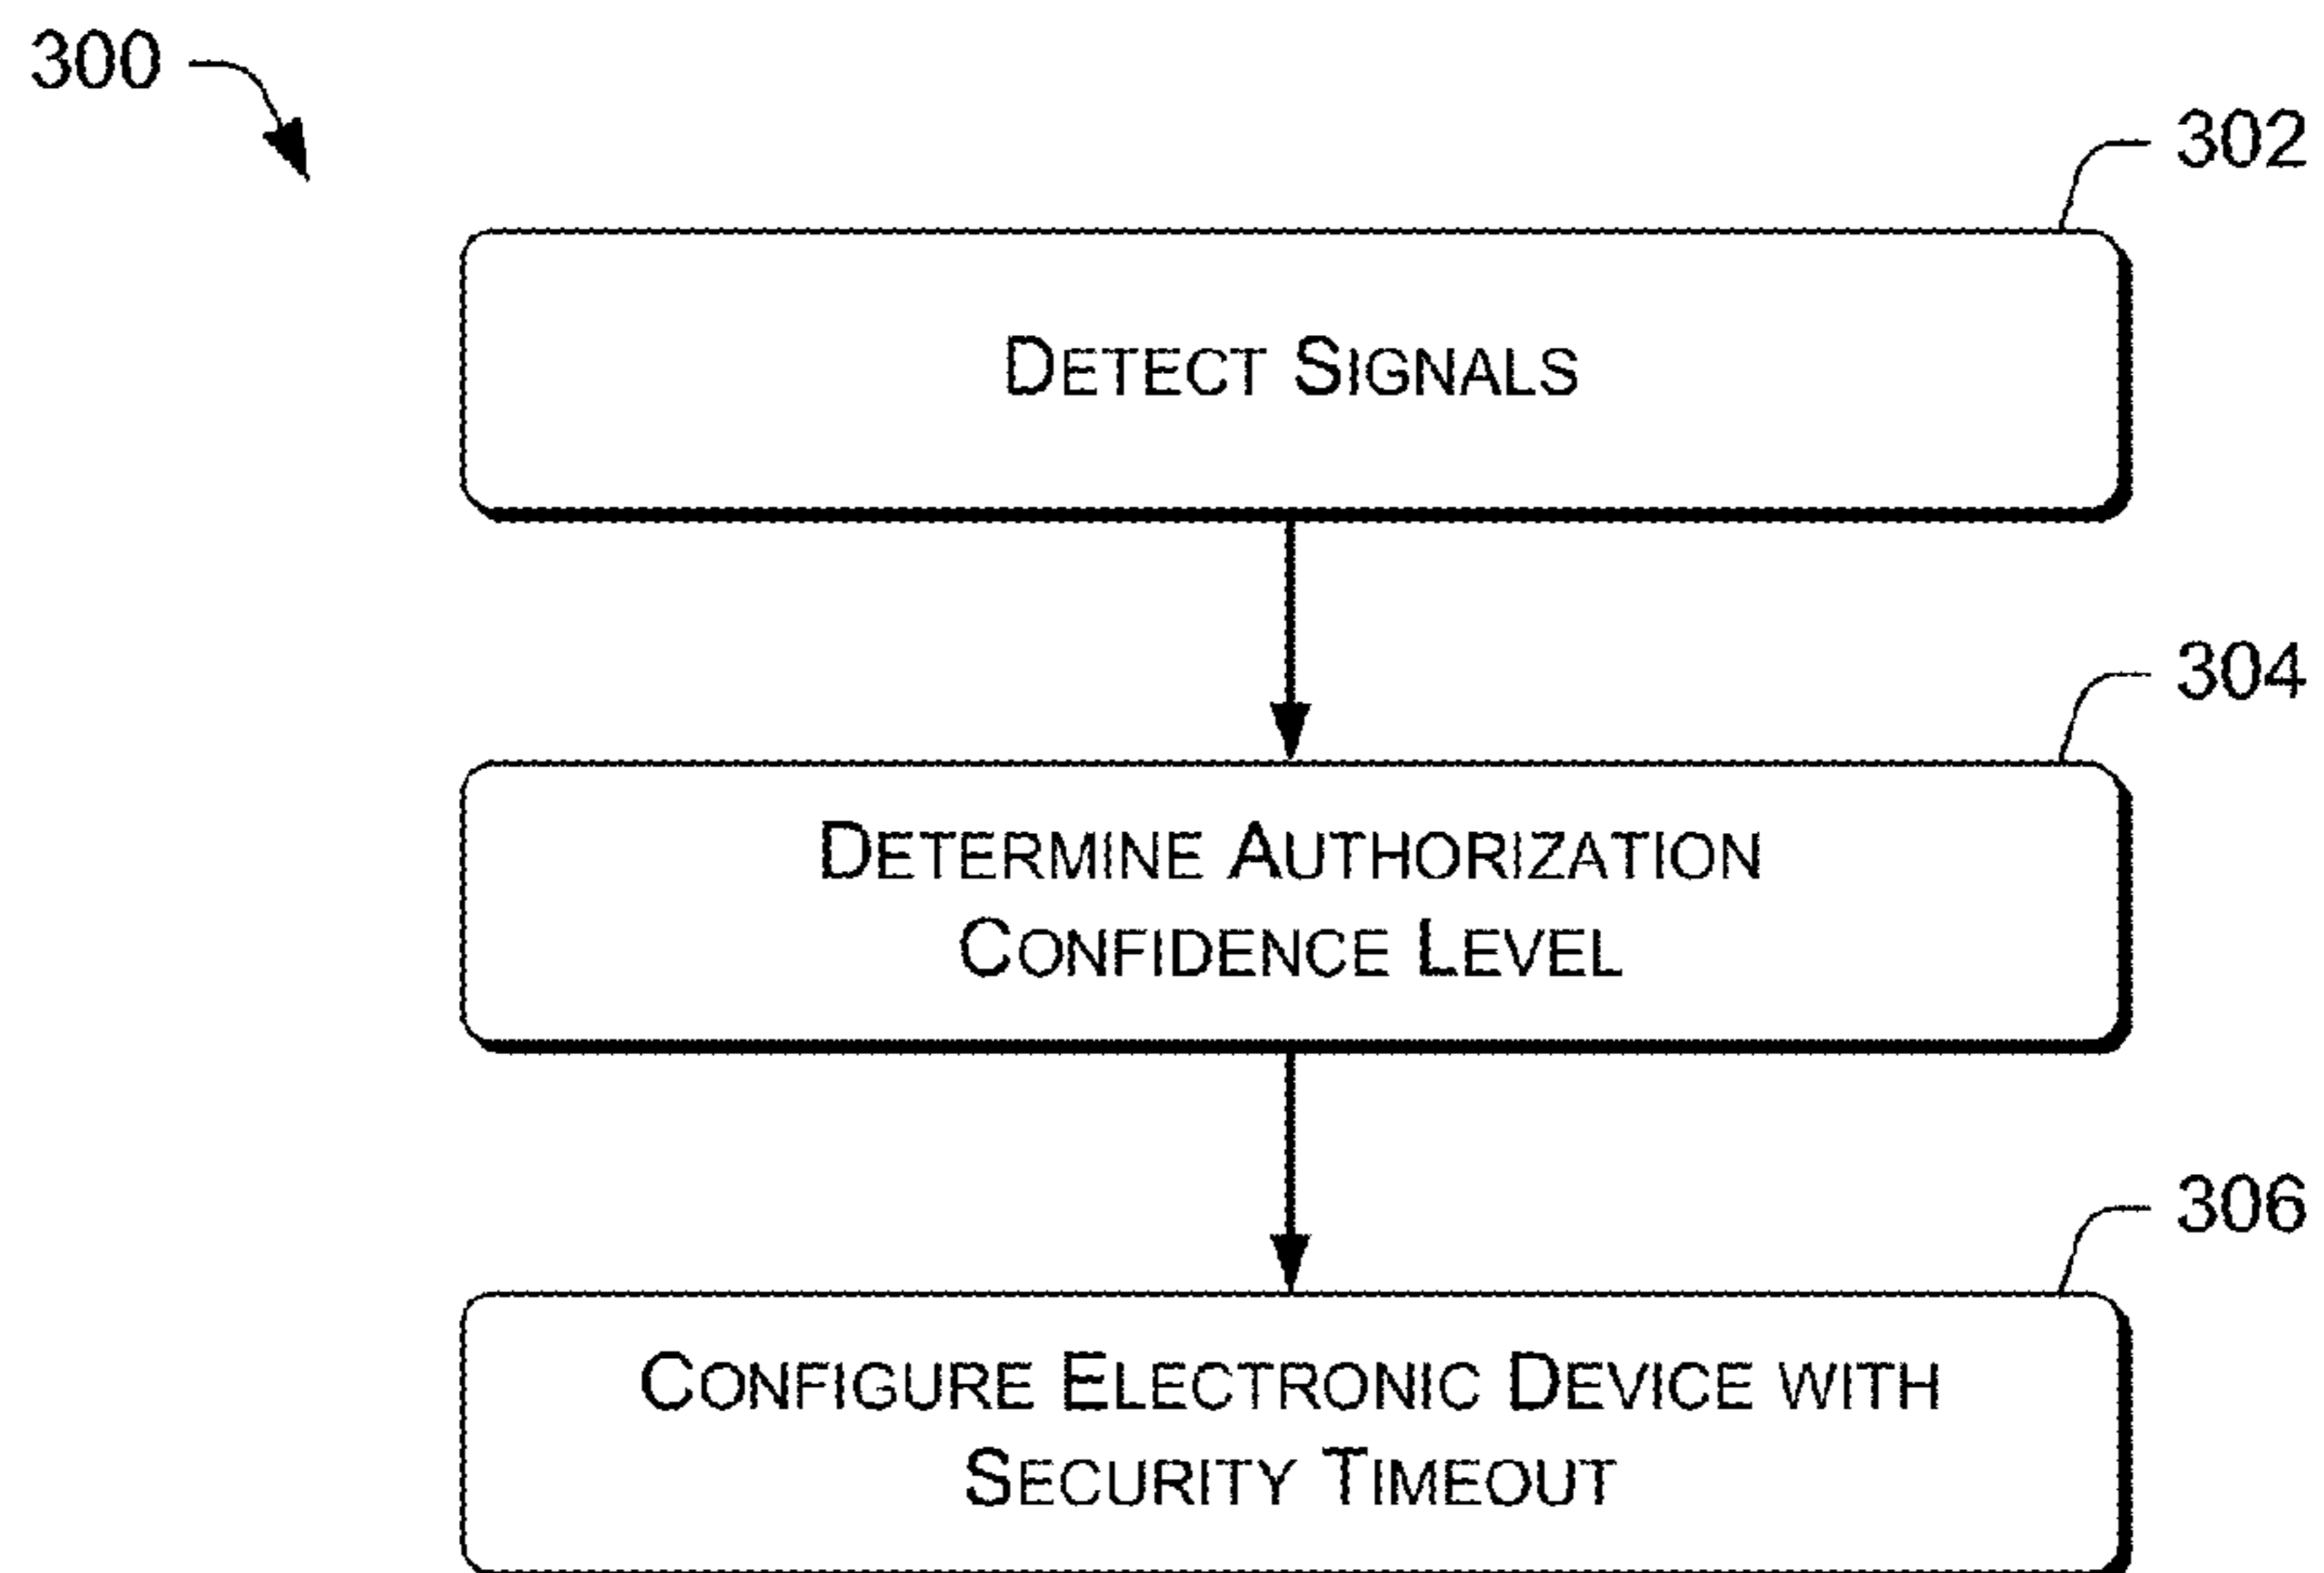 300
302
DETECT SIGNALS
304
DETERMINE AUTHORIZATION
CONFIDENCE LEVEL
306
CONFIGURE ELECTRONIC DEVICE WITH
SECURITY TIMEOUT